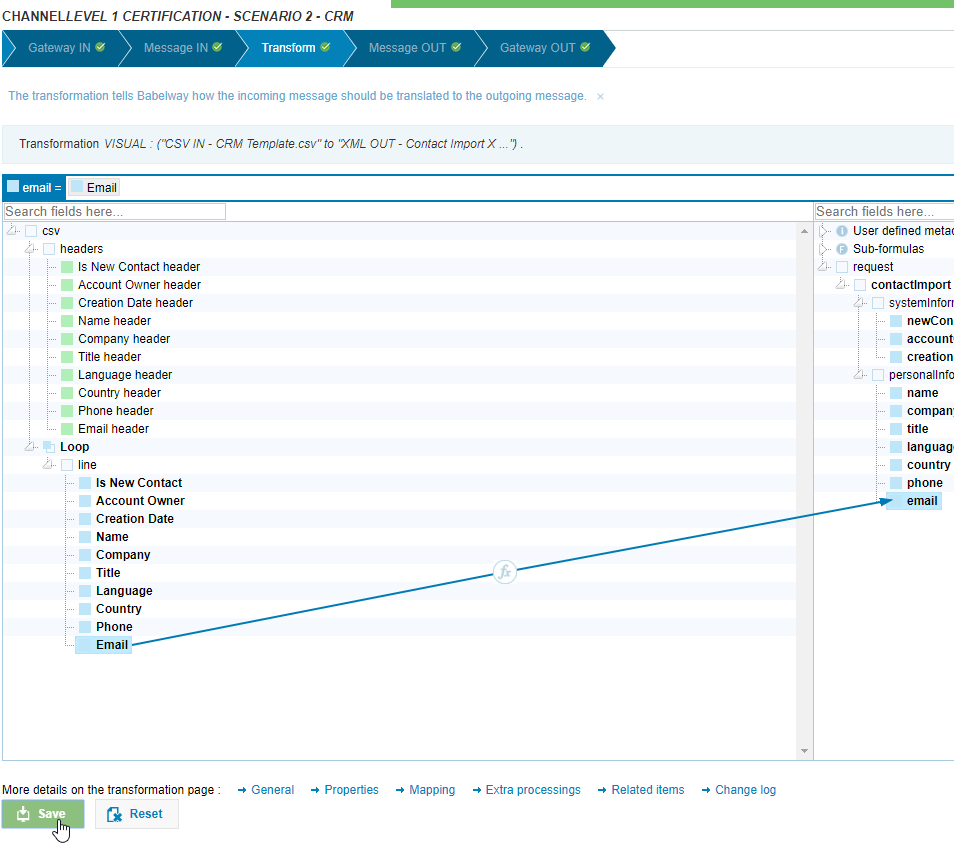 CHANNELLEVEL 1 CERTIFICATION - SCENARIO 2 - CRM
Gateway IN Message IN Transform Message OUT Gateway OUT
The transformation tells Babelway how the incoming message should be translated to the outgoing message. ×
Transformation VISUAL : ("CSV IN - CRM Template.csv" to "XML OUT - Contact Import X ...") .
email = Email
Search fields here...
csv
headers
Is New Contact header
Account Owner header
Creation Date header
Name header
Company header
Title header
Language header
Country header
Phone header
Email header
Loop
line
Is New Contact
Account Owner
Creation Date
Name
Company
Title
Language
Country
Phone
Email
fx
Search fields here...
User defined metad
F Sub-formulas
request
contactImport
systemInform
newCon
account
creation
personalInfo
name
company
title
language
country
phone
email
More details on the transformation page : General Properties Mapping Extra processings Related items Change log
Save Reset